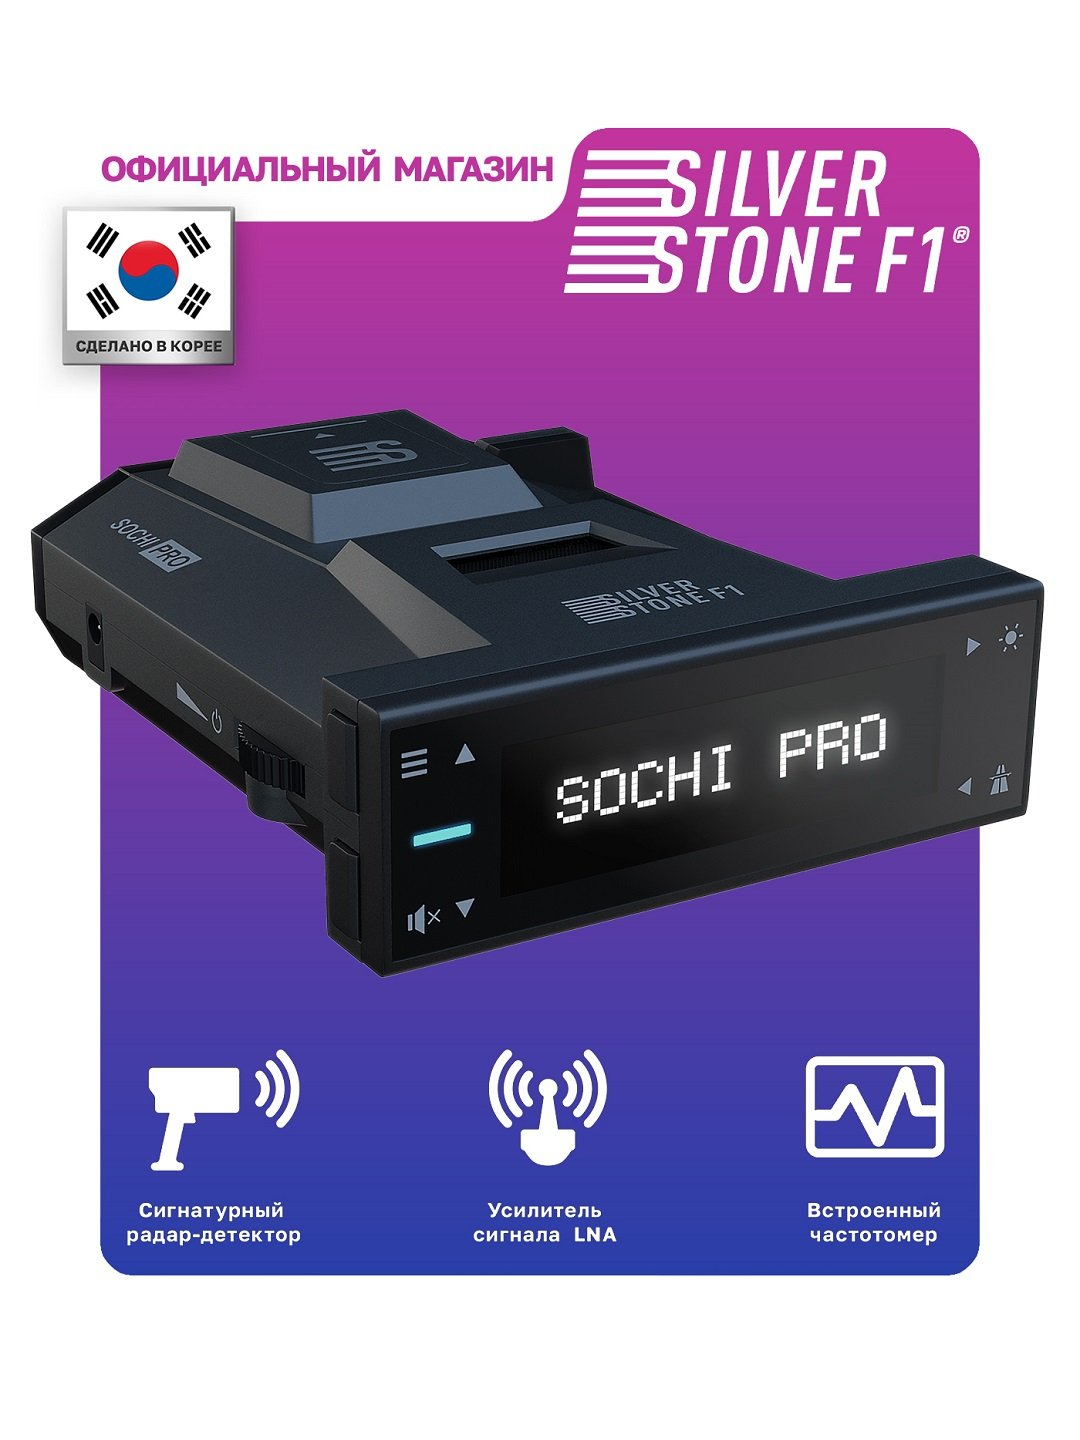 ОФИЦИАЛЬНЫЙ МАГАЗИН
SILVER
STONE F1®
СДЕЛАНО В КОРЕЕ
SOCHI PRO
SILVER
STONE F1
SOCHI PRO
Сигнатурный
радар-детектор
Усилитель
сигнала LNA
Встроенный
частотомер